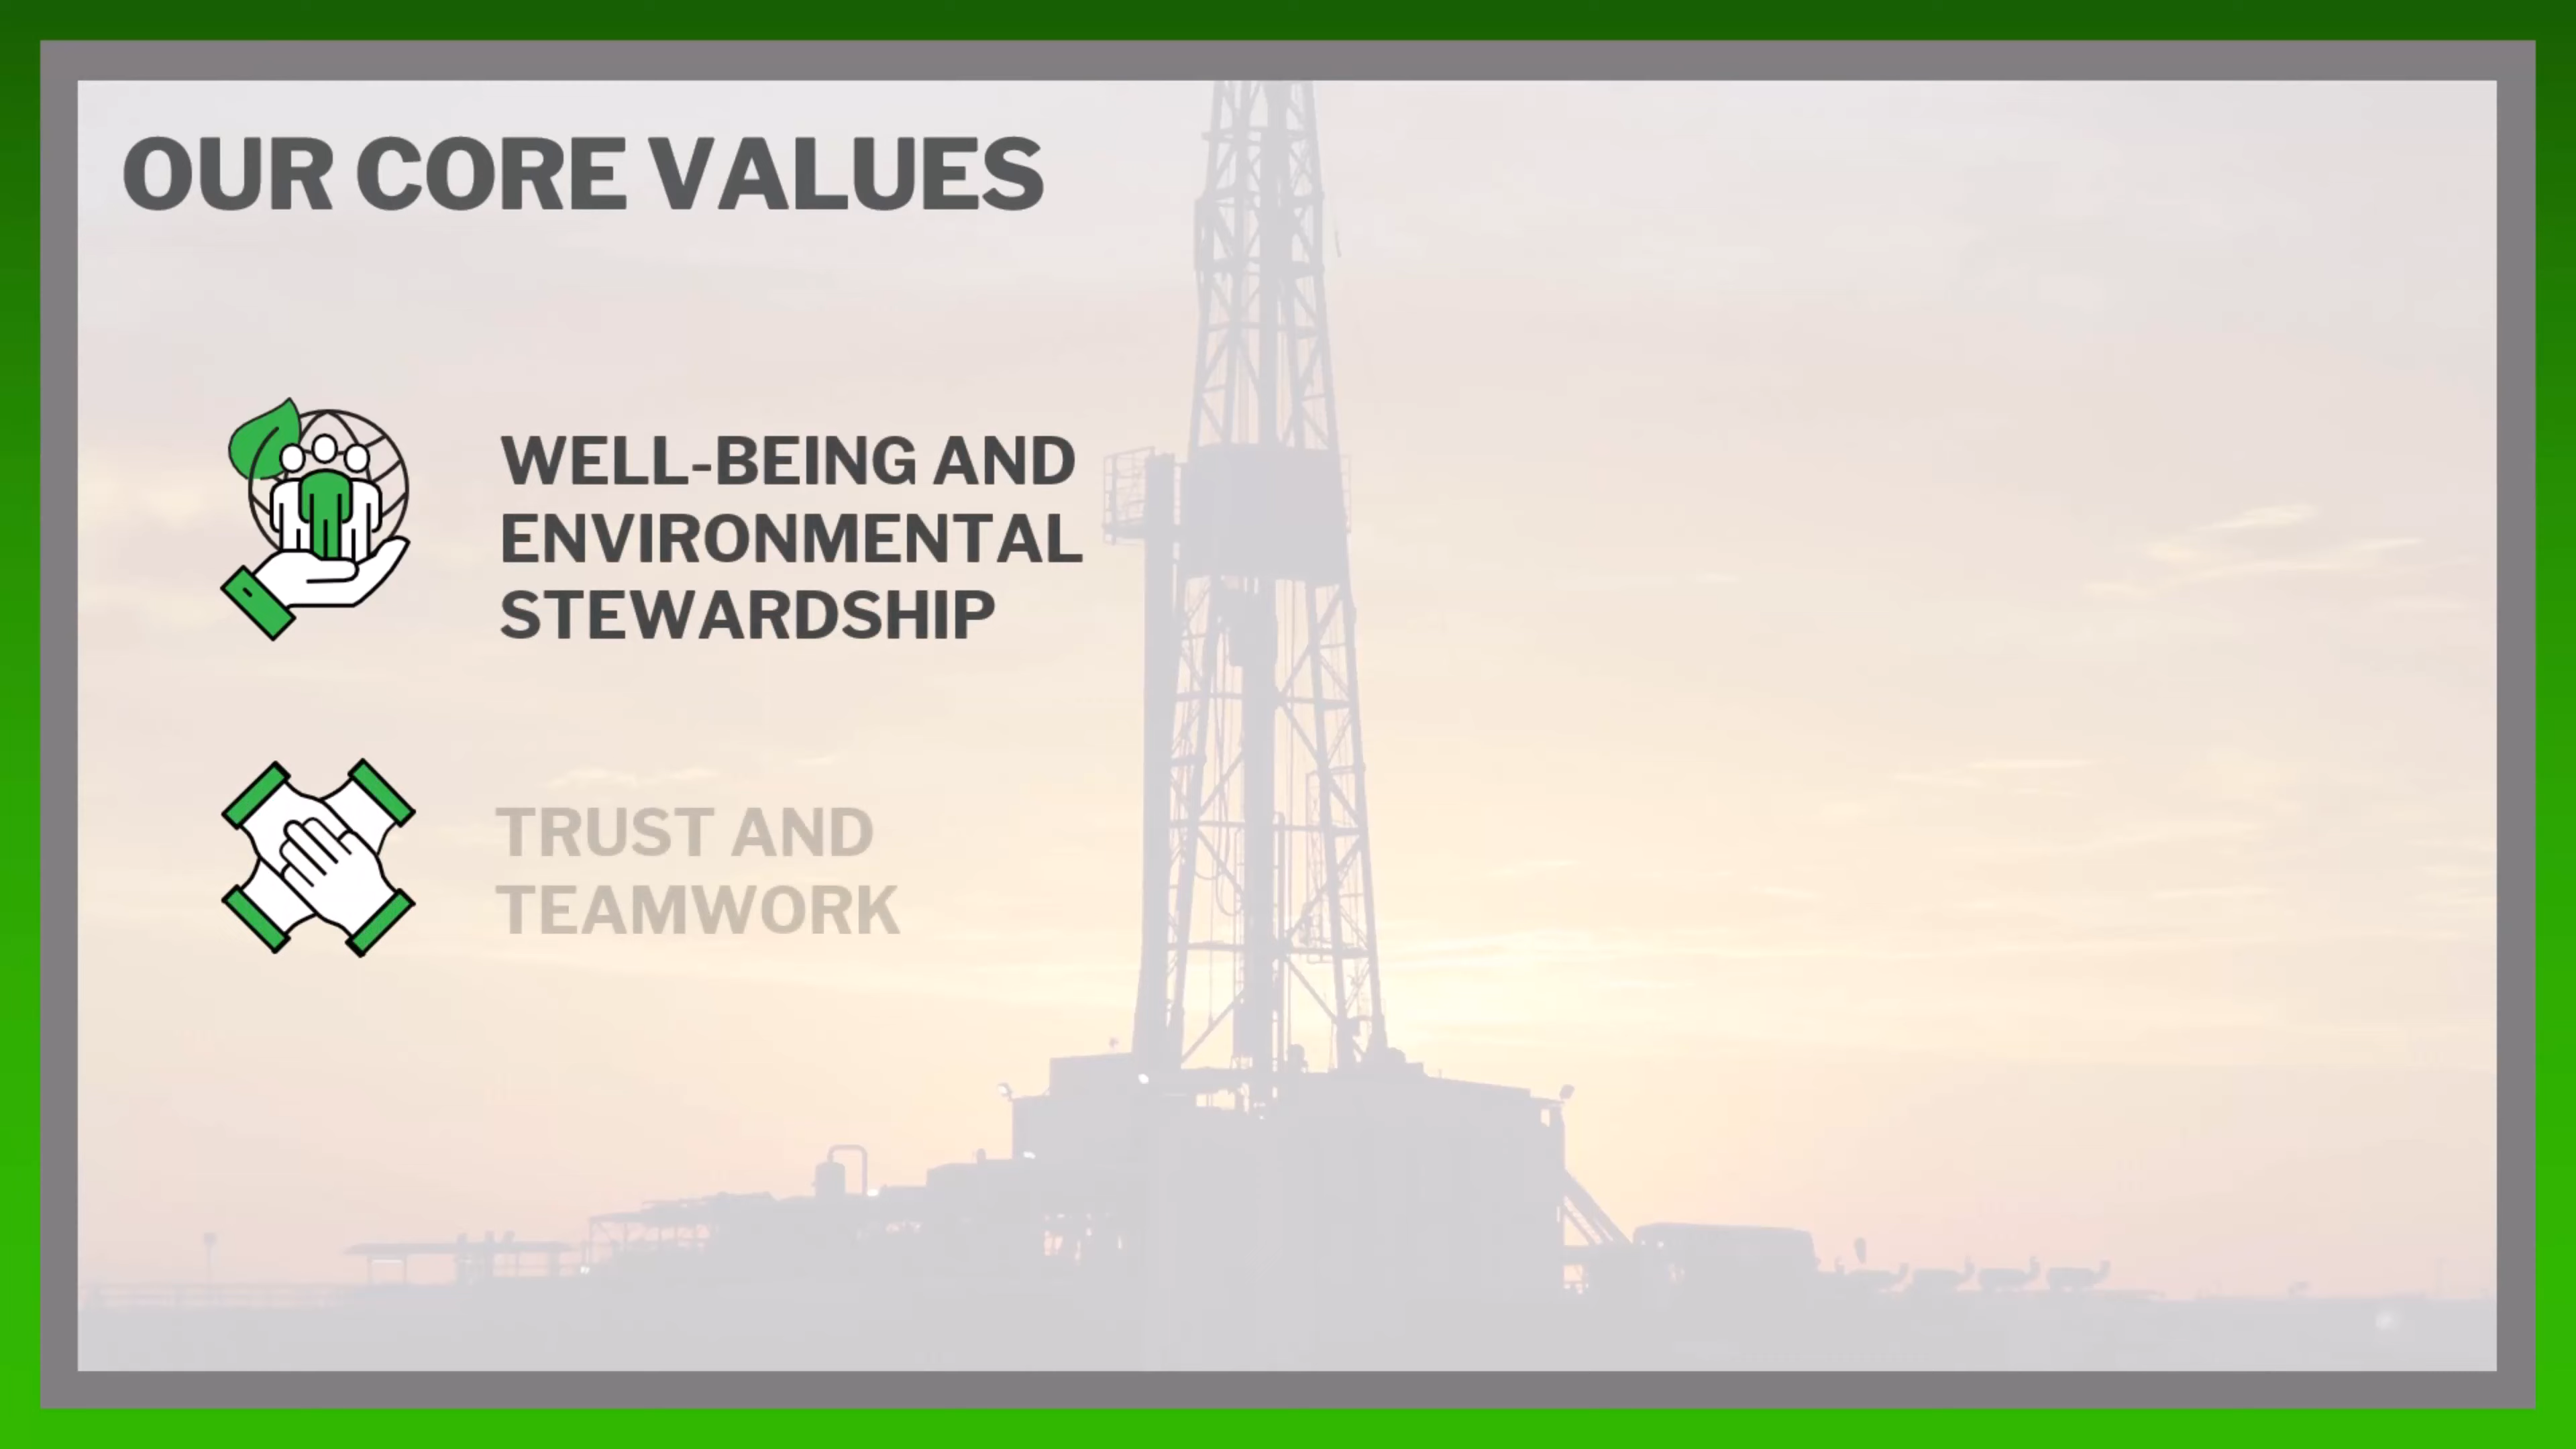 OUR CORE VALUES
WELL-BEING AND
ENVIRONMENTAL
STEWARDSHIP
TRUST AND
TEAMWORK